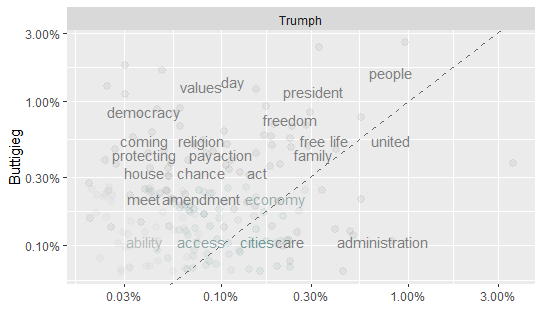 Trumph
3.00%
people
day
values
president
1.00%
democracy
freedom
coming religion free life united
protecting payaction family
Buttigieg
0.30%
house chance act
meet amendment economy
0.10%
ability access cities care administration
0.03% 0.10% 0.30% 1.00% 3.00%